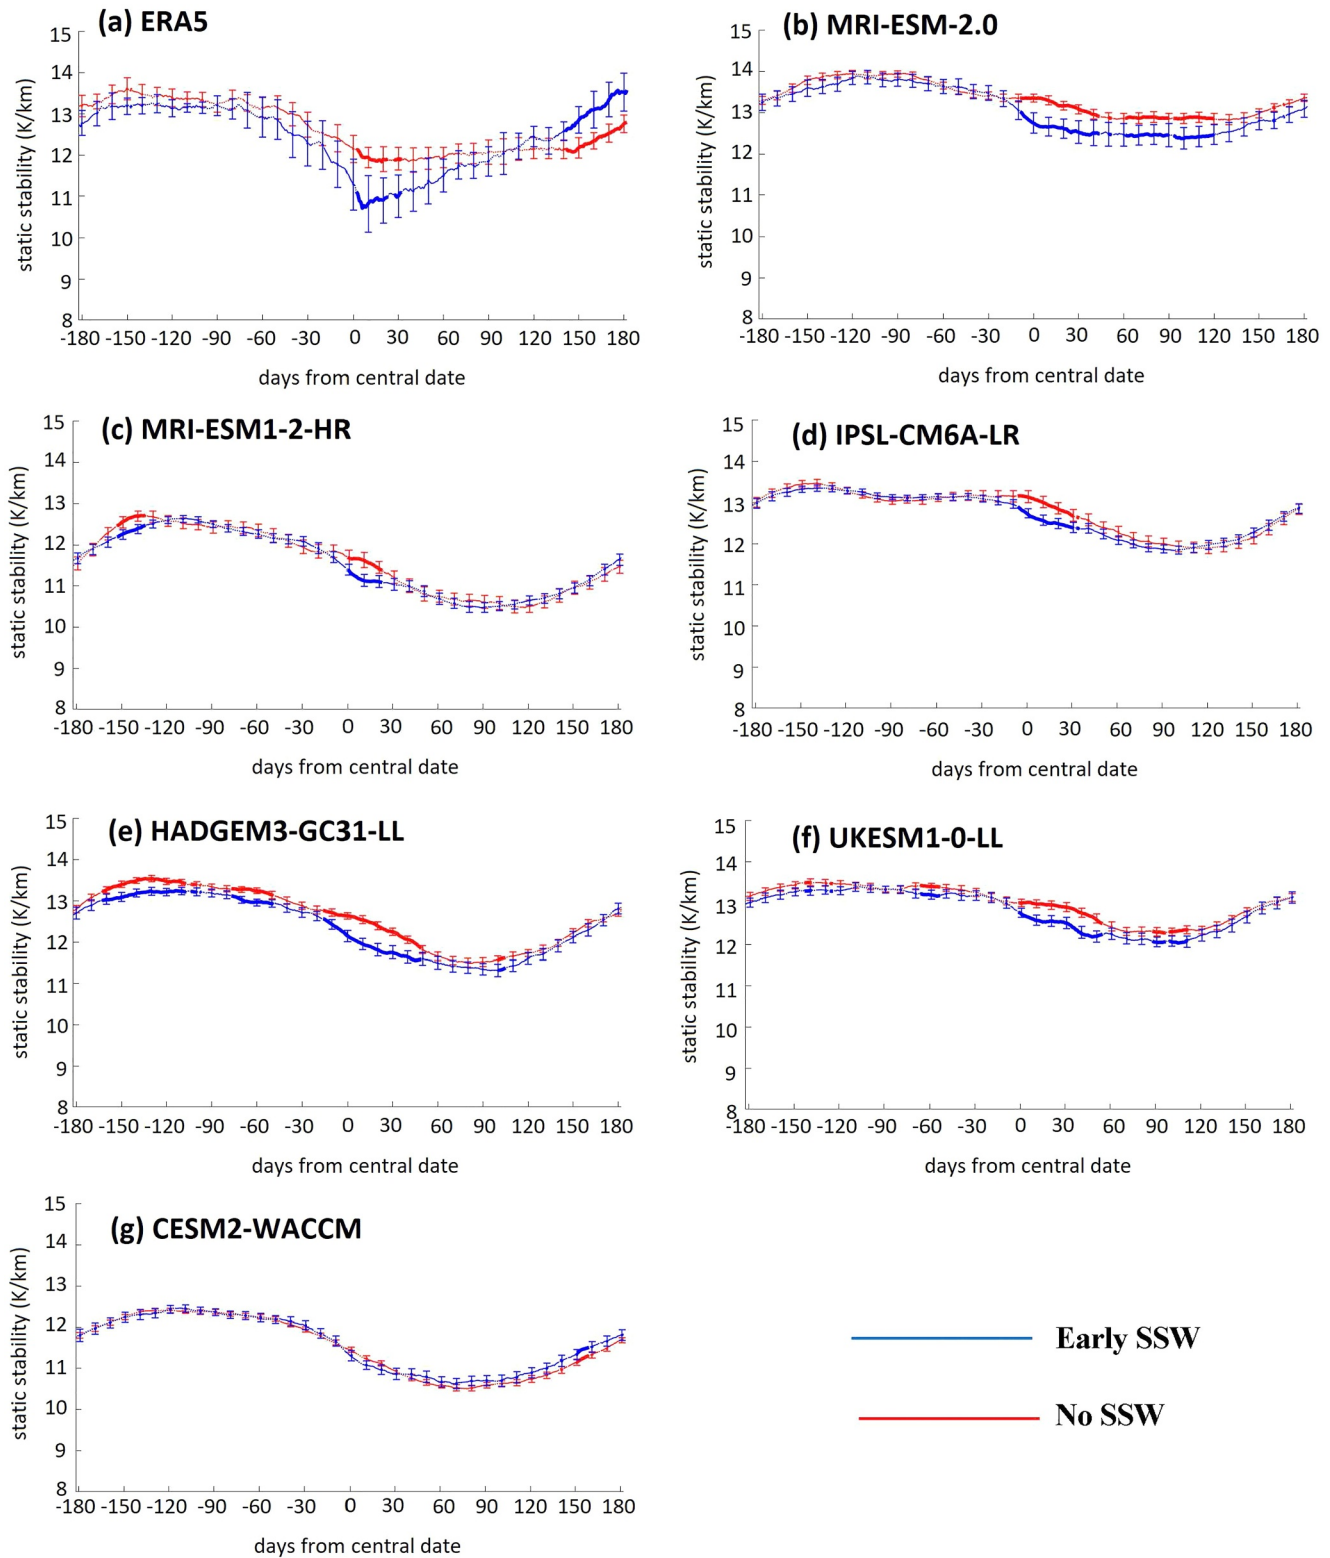 (a) ERA5
static stability (K/km)
15
14
13
12
11
10
9
8
-180 -150 -120 -90 -60 -30 0 30 60 90 120 150 180
days from central date
(b) MRI-ESM-2.0
static stability (K/km)
15
14
13
12
11
10
9
8
-180 -150 -120 -90 -60 -30 0 30 60 90 120 150 180
days from central date
(c) MRI-ESM1-2-HR
static stability (K/km)
15
14
13
12
11
10
9
8
-180 -150 -120 -90 -60 -30 0 30 60 90 120 150 180
days from central date
(d) IPSL-CM6A-LR
static stability (K/km)
15
14
13
12
11
10
9
8
-180 -150 -120 -90 -60 -30 0 30 60 90 120 150 180
days from central date
(e) HADGEM3-GC31-LL
static stability (K/km)
15
14
13
12
11
10
9
8
-180 -150 -120 -90 -60 -30 0 30 60 90 120 150 180
days from central date
(f) UKESM1-0-LL
static stability (K/km)
15
14
13
12
11
10
9
8
-180 -150 -120 -90 -60 -30 0 30 60 90 120 150 180
days from central date
(g) CESM2-WACCM
static stability (K/km)
15
14
13
12
11
10
9
8
-180 -150 -120 -90 -60 -30 0 30 60 90 120 150 180
days from central date
Early SSW
No SSW